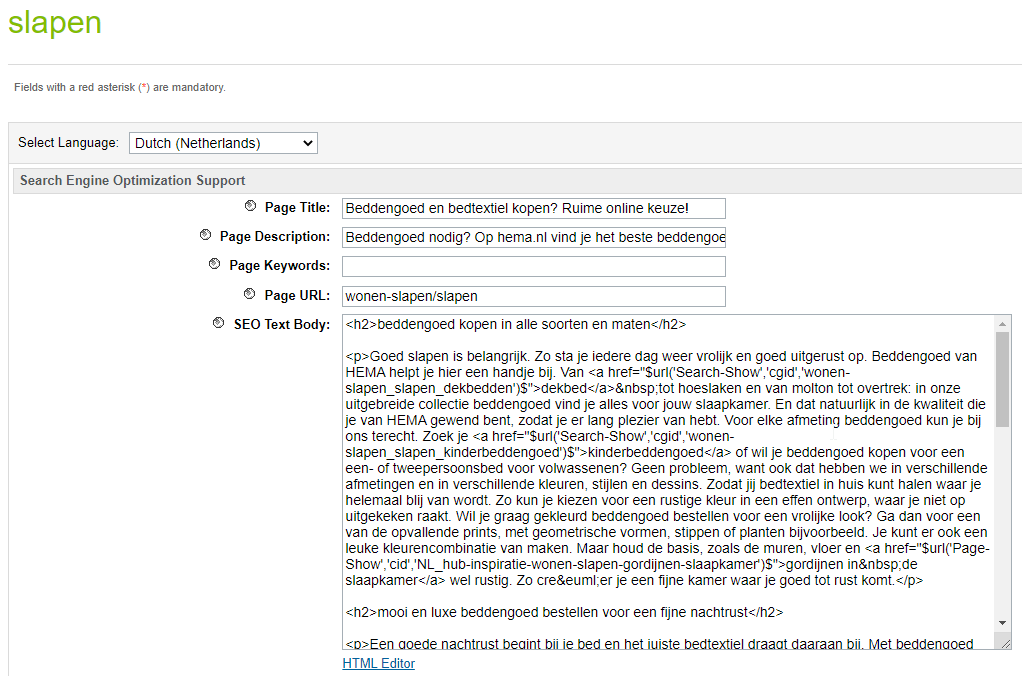 slapen
Fields with a red asterisk (*) are mandatory.
Select Language: Dutch (Netherlands)
Search Engine Optimization Support
Page Title: Beddengoed en bedtextiel kopen? Ruime online keuze!
Page Description: Beddengoed nodig? Op hema.nl vind je het beste beddengoe
Page Keywords:
Page URL: wonen-slapen/slapen
SEO Text Body: <h2>beddengoed kopen in alle soorten en maten</h2>
<p>Goed slapen is belangrijk. Zo sta je iedere dag weer vrolijk en goed uitgerust op. Beddengoed van
HEMA helpt je hier een handje bij. Van <a href="$url('Search-Show','cgid','wonen-
slapen_slapen_dekbedden')$">dekbed</a>&nbsp;tot hoeslaken en van molton tot overtrek: in onze
uitgebreide collectie beddengoed vind je alles voor jouw slaapkamer. En dat natuurlijk in de kwaliteit die
je van HEMA gewend bent, zodat je er lang plezier van hebt. Voor elke afmeting beddengoed kun je bij
ons terecht. Zoek je <a href="$url('Search-Show','cgid','wonen-
slapen_slapen_kinderbeddengoed')$">kinderbeddengoed</a> of wil je beddengoed kopen voor een
een- of tweepersoonsbed voor volwassenen? Geen probleem, want ook dat hebben we in verschillende
afmetingen en in verschillende kleuren, stijlen en dessins. Zodat jij bedtextiel in huis kunt halen waar je
helemaal blij van wordt. Zo kun je kiezen voor een rustige kleur in een effen ontwerp, waar je niet op
uitgekeken raakt. Wil je graag gekleurd beddengoed bestellen voor een vrolijke look? Ga dan voor een
van de opvallende prints, met geometrische vormen, stippen of planten bijvoorbeeld. Je kunt er ook een
leuke kleurencombinatie van maken. Maar houd de basis, zoals de muren, vloer en <a href="$url('Page-
Show','cid','NL_hub-inspiratie-wonen-slapen-gordijnen-slaapkamer')$">gordijnen in&nbsp;de
slaapkamer</a> wel rustig. Zo cre&euml;er je een fijne kamer waar je goed tot rust komt.</p>
<h2>mooi en luxe beddengoed bestellen voor een fijne nachtrust</h2>
<p>Een goede nachtrust begint bij je bed en het juiste bedtextiel draagt daaraan bij. Met beddengoed
HTML Editor